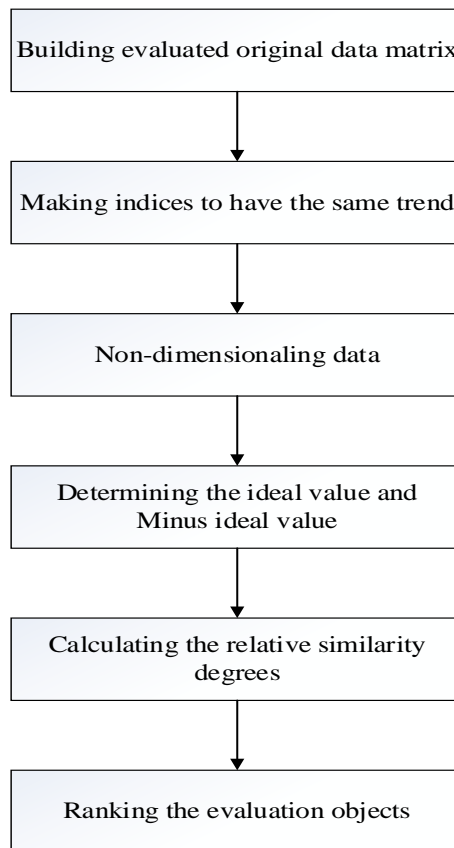 Building evaluated original data matrix
Making indices to have the same trend
Non-dimensionaling data
Determining the ideal value and
Minus ideal value
Calculating the relative similarity
degrees
Ranking the evaluation objects